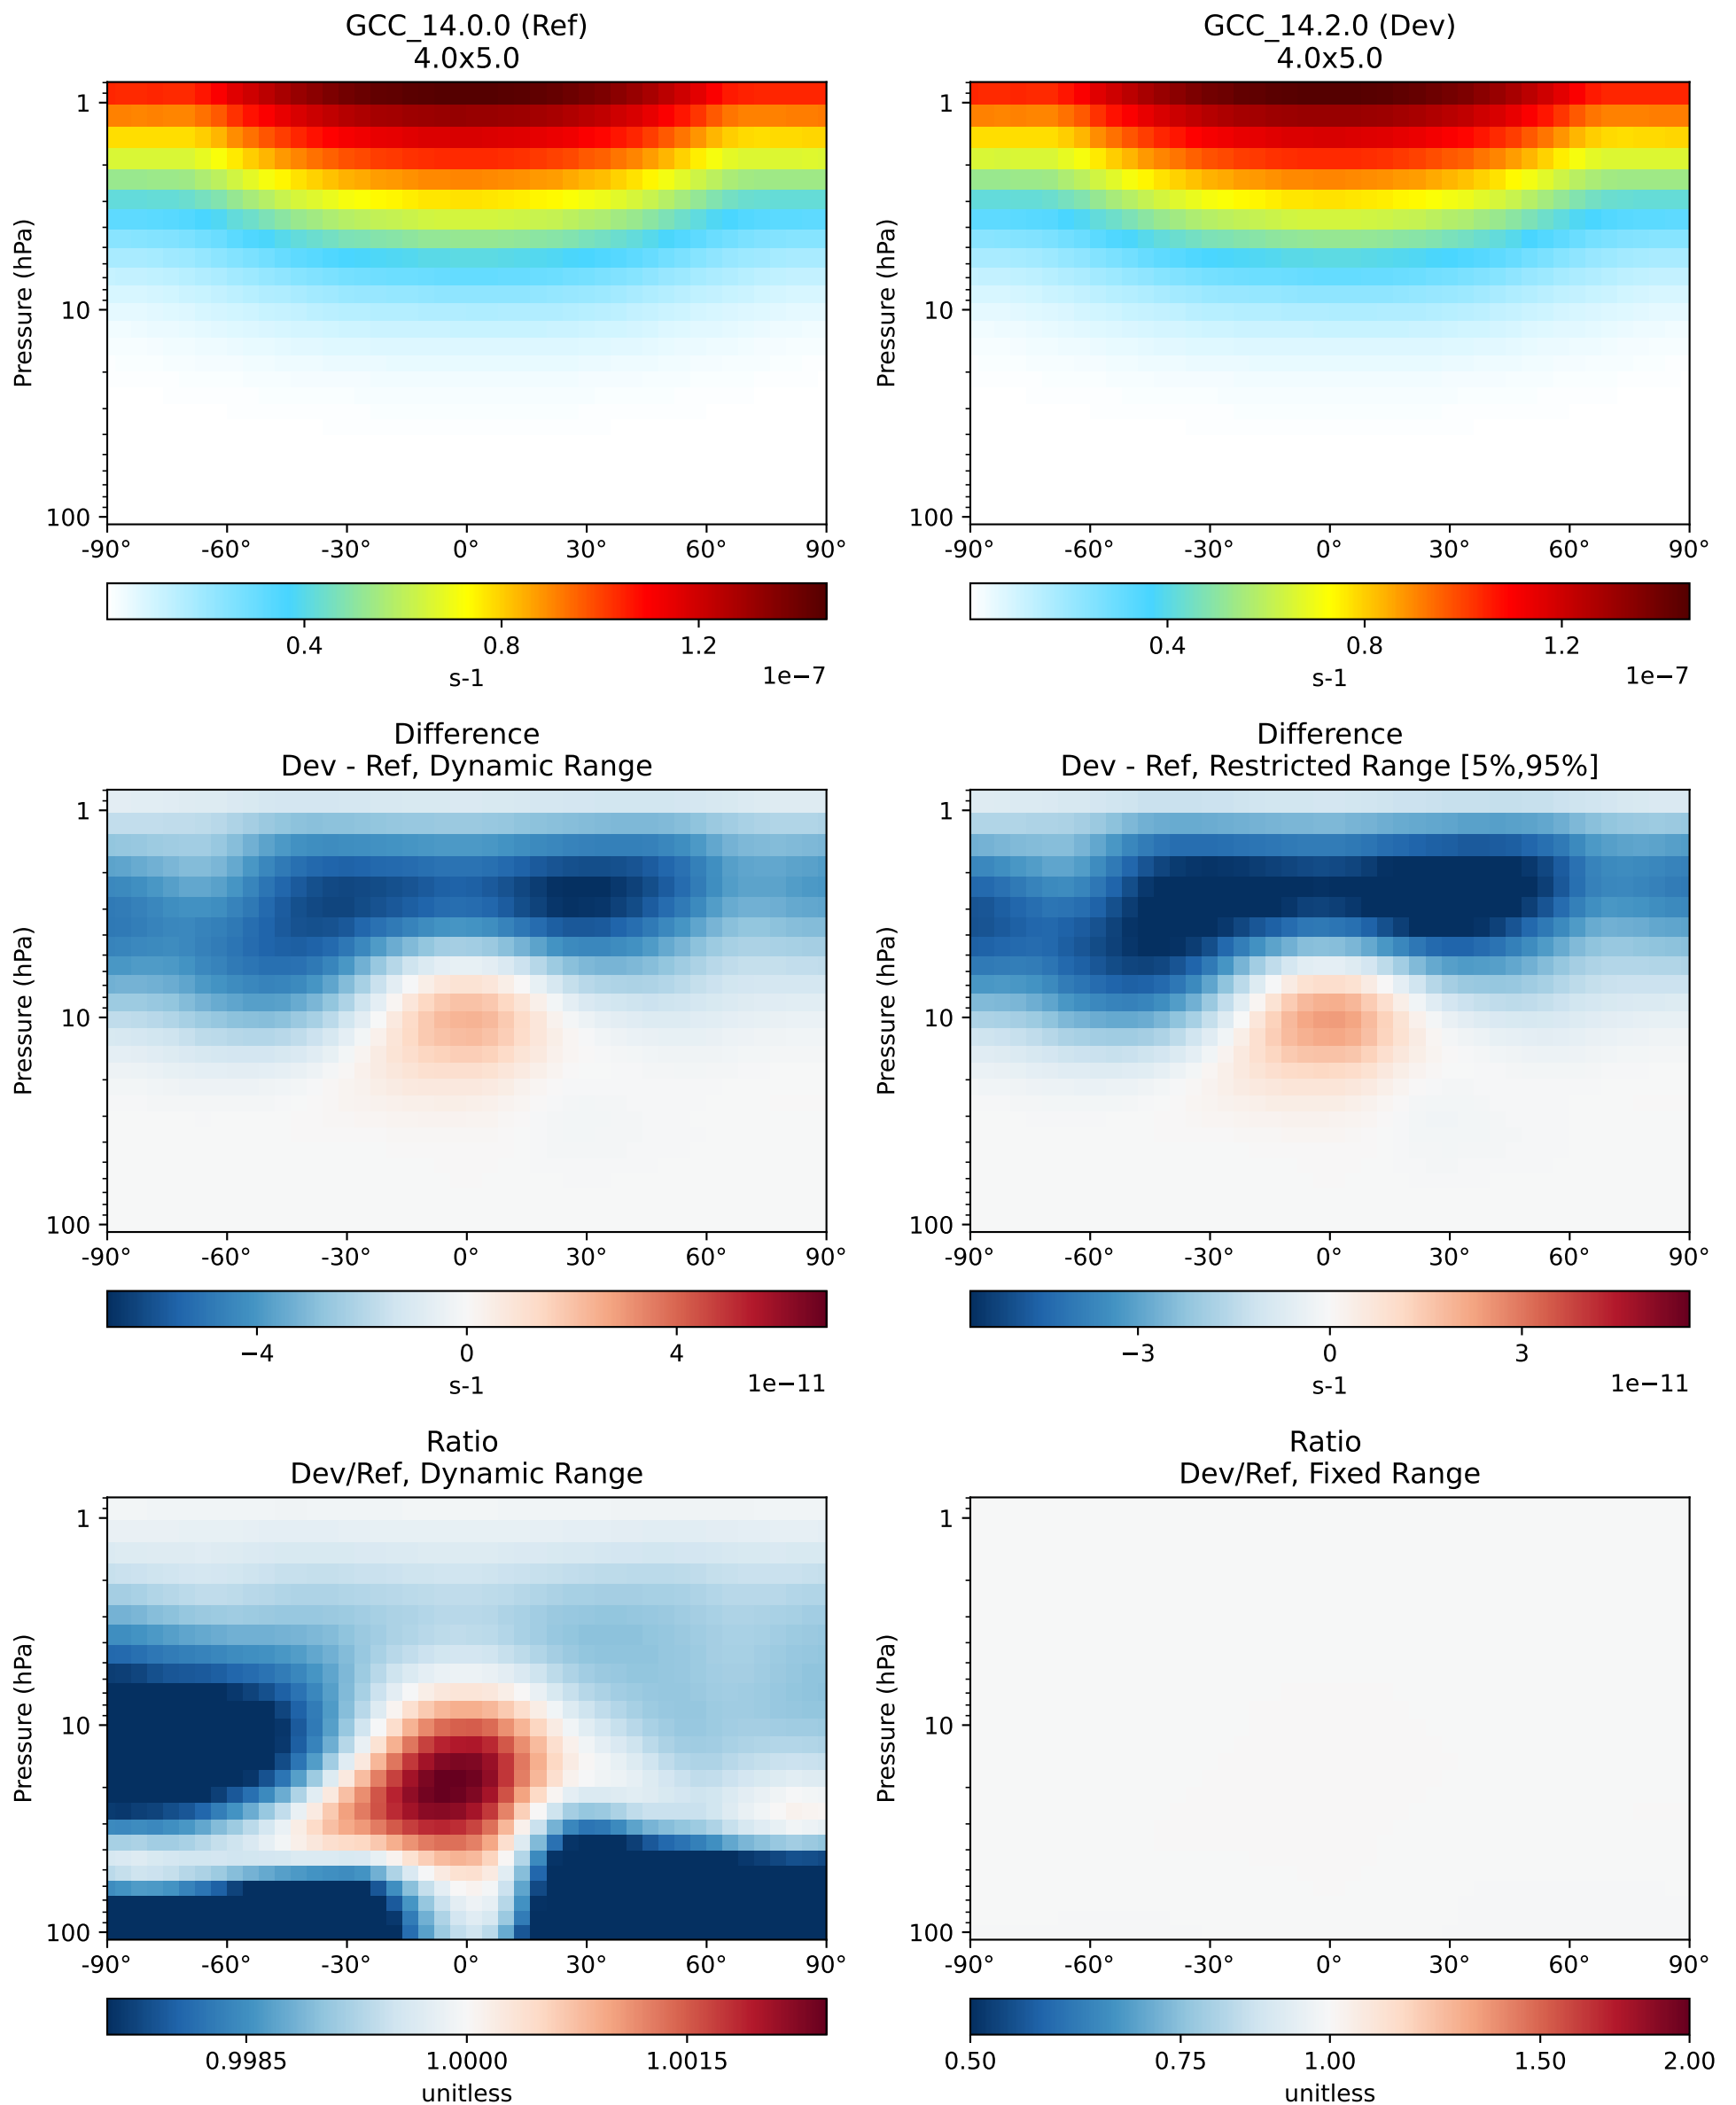 GCC_14.0.0 (Ref)
4.0x5.0
Pressure (hPa)
1
10
100
-90° -60° -30° 0° 30° 60° 90°
0.4 0.8 1.2
s-1
1e−7
GCC_14.2.0 (Dev)
4.0x5.0
Pressure (hPa)
1
10
100
-90° -60° -30° 0° 30° 60° 90°
0.4 0.8 1.2
s-1
1e−7
Difference
Dev - Ref, Dynamic Range
Pressure (hPa)
1
10
100
-90° -60° -30° 0° 30° 60° 90°
−4 0 4
s-1
1e−11
Difference
Dev - Ref, Restricted Range [5%,95%]
Pressure (hPa)
1
10
100
-90° -60° -30° 0° 30° 60° 90°
−3 0 3
s-1
1e−11
Ratio
Dev/Ref, Dynamic Range
Pressure (hPa)
1
10
100
-90° -60° -30° 0° 30° 60° 90°
0.9985 1.0000 1.0015
unitless
Ratio
Dev/Ref, Fixed Range
Pressure (hPa)
1
10
100
-90° -60° -30° 0° 30° 60° 90°
0.50 0.75 1.00 1.50 2.00
unitless